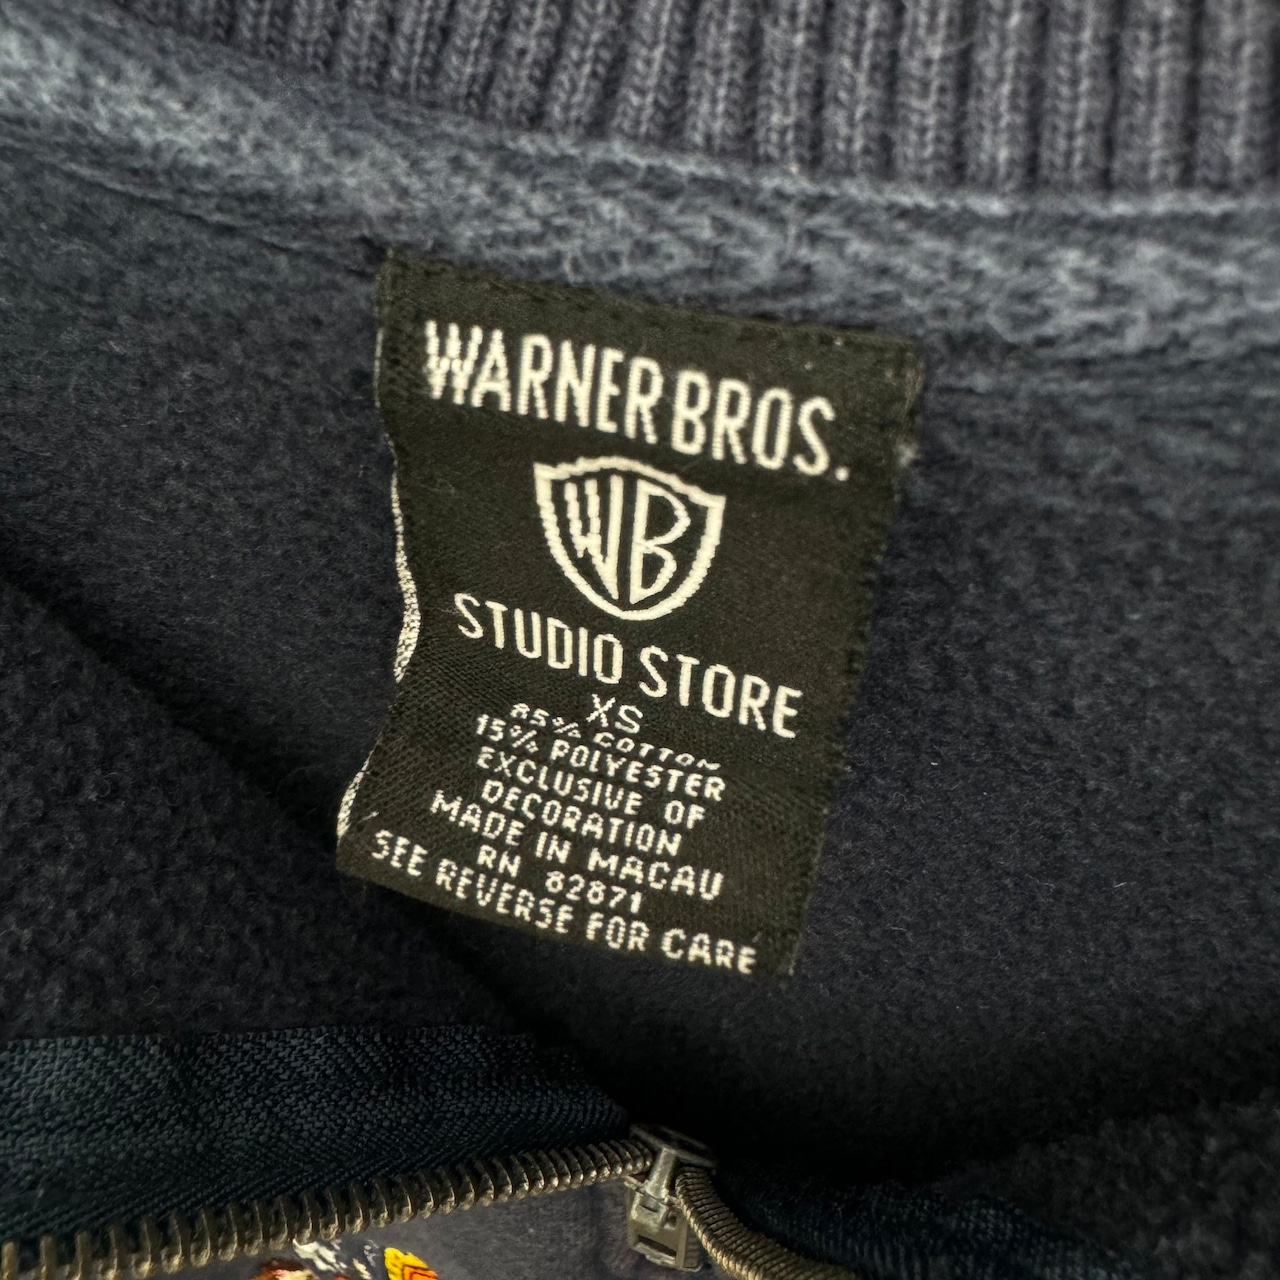 WARNER BROS.
WB
STUDIO STORE
XS
85% COTTON
15% POLYESTER
EXCLUSIVE OF
DECORATION
MADE IN MACAU
RN 82871
SEE REVERSE FOR CARE